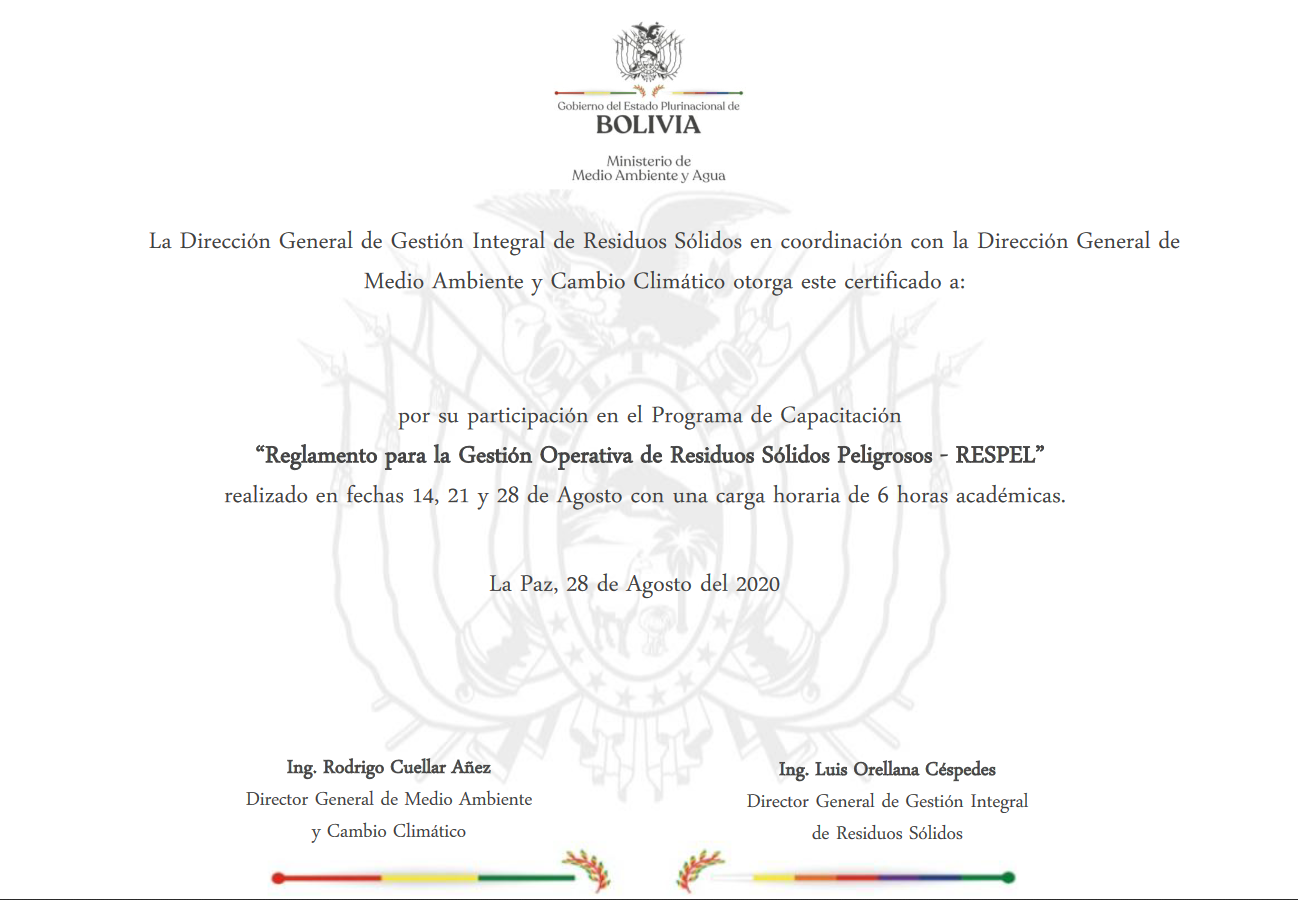 Gobierno del Estado Plurinacional de
BOLIVIA
Ministerio de
Medio Ambiente y Agua
La Dirección General de Gestión Integral de Residuos Sólidos en coordinación con la Dirección General de
Medio Ambiente y Cambio Climático otorga este certificado a:
por su participación en el Programa de Capacitación
“Reglamento para la Gestión Operativa de Residuos Sólidos Peligrosos - RESPEL”
realizado en fechas 14, 21 y 28 de Agosto con una carga horaria de 6 horas académicas.
La Paz, 28 de Agosto del 2020
Ing. Rodrigo Cuellar Añez
Director General de Medio Ambiente
y Cambio Climático
Ing. Luis Orellana Céspedes
Director General de Gestión Integral
de Residuos Sólidos